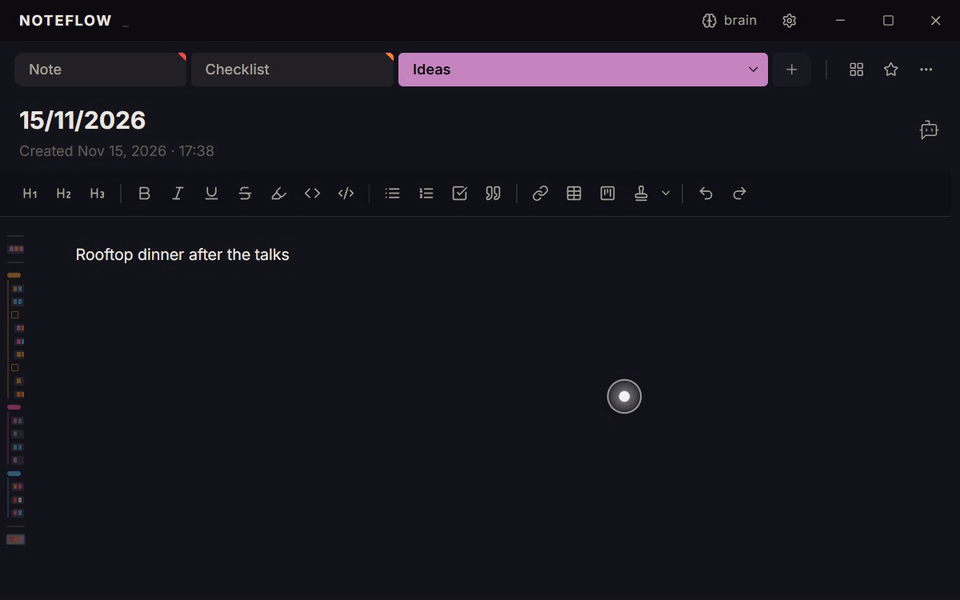 NOTEFLOW _
brain
Note
Checklist
Ideas
15/11/2026
Created Nov 15, 2026 · 17:38
H1 H2 H3 B I U S
Rooftop dinner after the talks